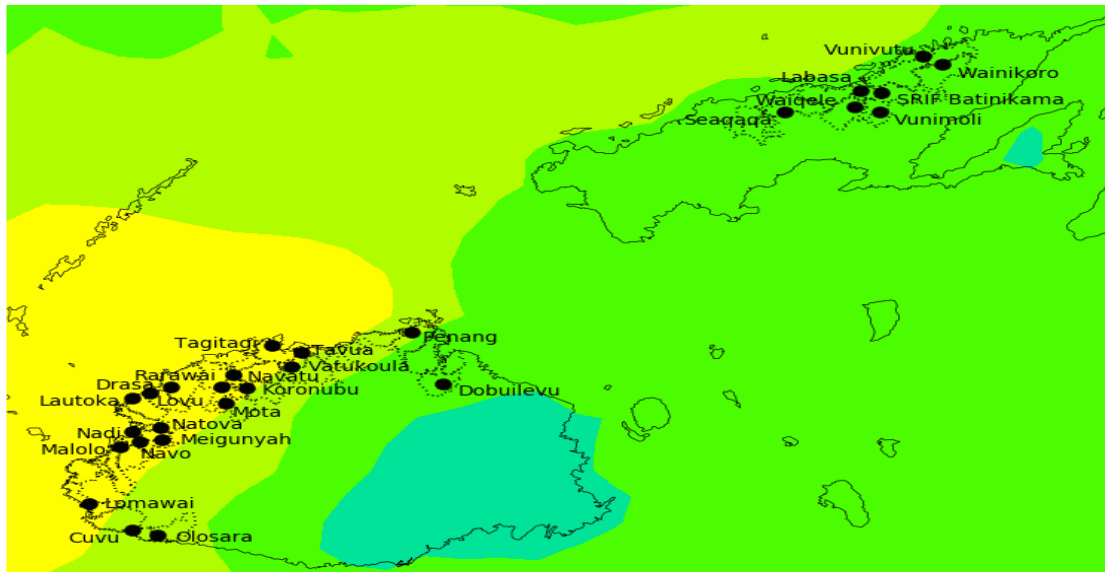 Vunivutu
Wainikoro
Labasa
Waiqele
SRIF Batinikama
Seaqaqa
Vunimoli
Penang
Tagitagi
Tavua
Vatukoula
Rarawai
Navatu
Drasa
Koronubu
Dobuilevu
Lautoka
Lovu
Mota
Natova
Nadi
Meigunyah
Malolo
Navo
Lomawai
Cuvu
Olosara